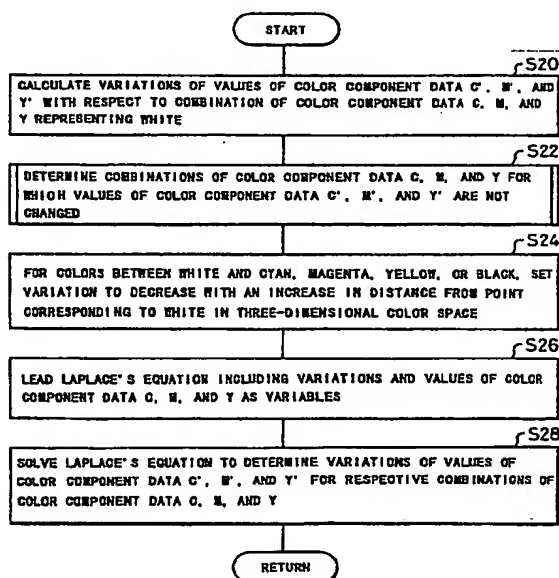 START
S20
CALCULATE VARIATIONS OF VALUES OF COLOR COMPONENT DATA C', M', AND
Y' WITH RESPECT TO COMBINATION OF COLOR COMPONENT DATA C, M, AND
Y REPRESENTING WHITE
S22
DETERMINE COMBINATIONS OF COLOR COMPONENT DATA C, M, AND Y FOR
WHICH VALUES OF COLOR COMPONENT DATA C', M', AND Y' ARE NOT
CHANGED
S24
FOR COLORS BETWEEN WHITE AND CYAN, MAGENTA, YELLOW, OR BLACK, SET
VARIATION TO DECREASE WITH AN INCREASE IN DISTANCE FROM POINT
CORRESPONDING TO WHITE IN THREE-DIMENSIONAL COLOR SPACE
S26
LEAD LAPLACE'S EQUATION INCLUDING VARIATIONS AND VALUES OF COLOR
COMPONENT DATA C, M, AND Y AS VARIABLES
S28
SOLVE LAPLACE'S EQUATION TO DETERMINE VARIATIONS OF VALUES OF
COLOR COMPONENT DATA C', M', AND Y' FOR RESPECTIVE COMBINATIONS OF
COLOR COMPONENT DATA C, M, AND Y
RETURN